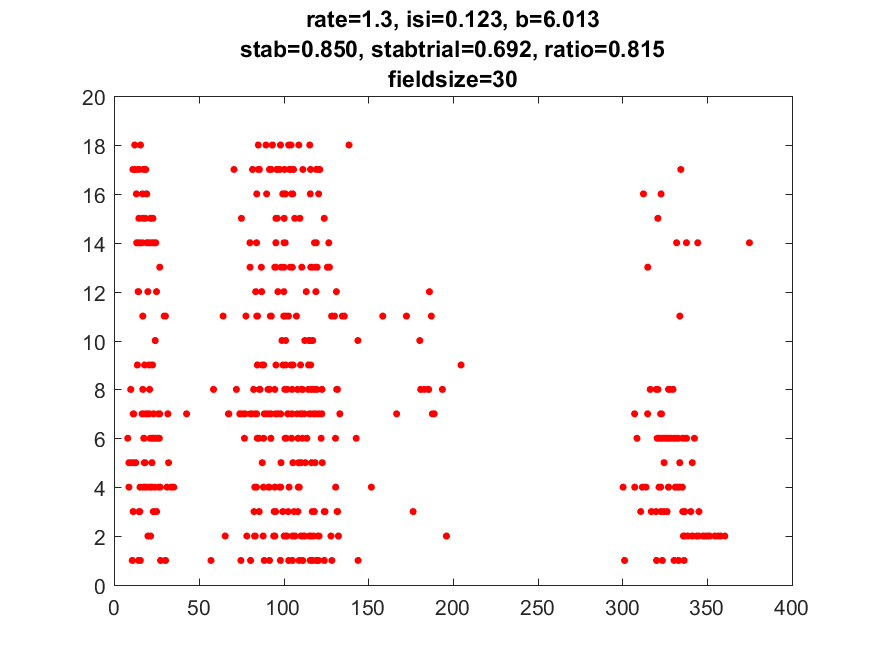 rate=1.3, isi=0.123, b=6.013
stab=0.850, stabtrial=0.692, ratio=0.815
fieldsize=30
20
18
16
14
12
10
8
6
4
2
0
0 50 100 150 200 250 300 350 400